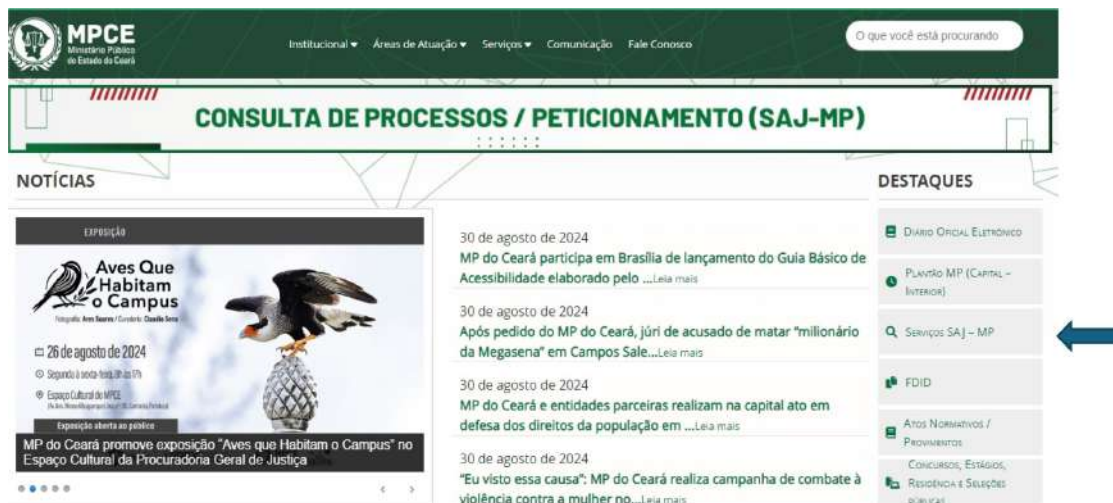 MPCE
Ministério Público
do Estado do Ceará
Institucional ▾ Áreas de Atuação ▾ Serviços ▾ Comunicação Fale Conosco
O que você está procurando
CONSULTA DE PROCESSOS / PETICIONAMENTO (SAJ-MP)
NOTÍCIAS
EXPOSIÇÃO
Aves Que
Habitam
o Campus
26 de agosto de 2024
Segunda à sexta-feira, 8h às 17h
Espaço Cultural do MPCE
Exposição aberta ao público
MP do Ceará promove exposição "Aves que Habitam o Campus" no
Espaço Cultural da Procuradoria Geral de Justiça
30 de agosto de 2024
MP do Ceará participa em Brasília de lançamento do Guia Básico de
Acessibilidade elaborado pelo ...Leia mais
30 de agosto de 2024
Após pedido do MP do Ceará, júri de acusado de matar "milionário
da Megasena" em Campos Sale...Leia mais
30 de agosto de 2024
MP do Ceará e entidades parceiras realizam na capital ato em
defesa dos direitos da população em ...Leia mais
30 de agosto de 2024
"Eu visto essa causa": MP do Ceará realiza campanha de combate à
violência contra a mulher no...Leia mais
DESTAQUES
Diário Oficial Eletrônico
Plantão MP (Capital –
Interior)
Serviços SAJ – MP
FDID
Atos Normativos /
Provimentos
Concursos, Estágios,
Residência e Seleções
públicas